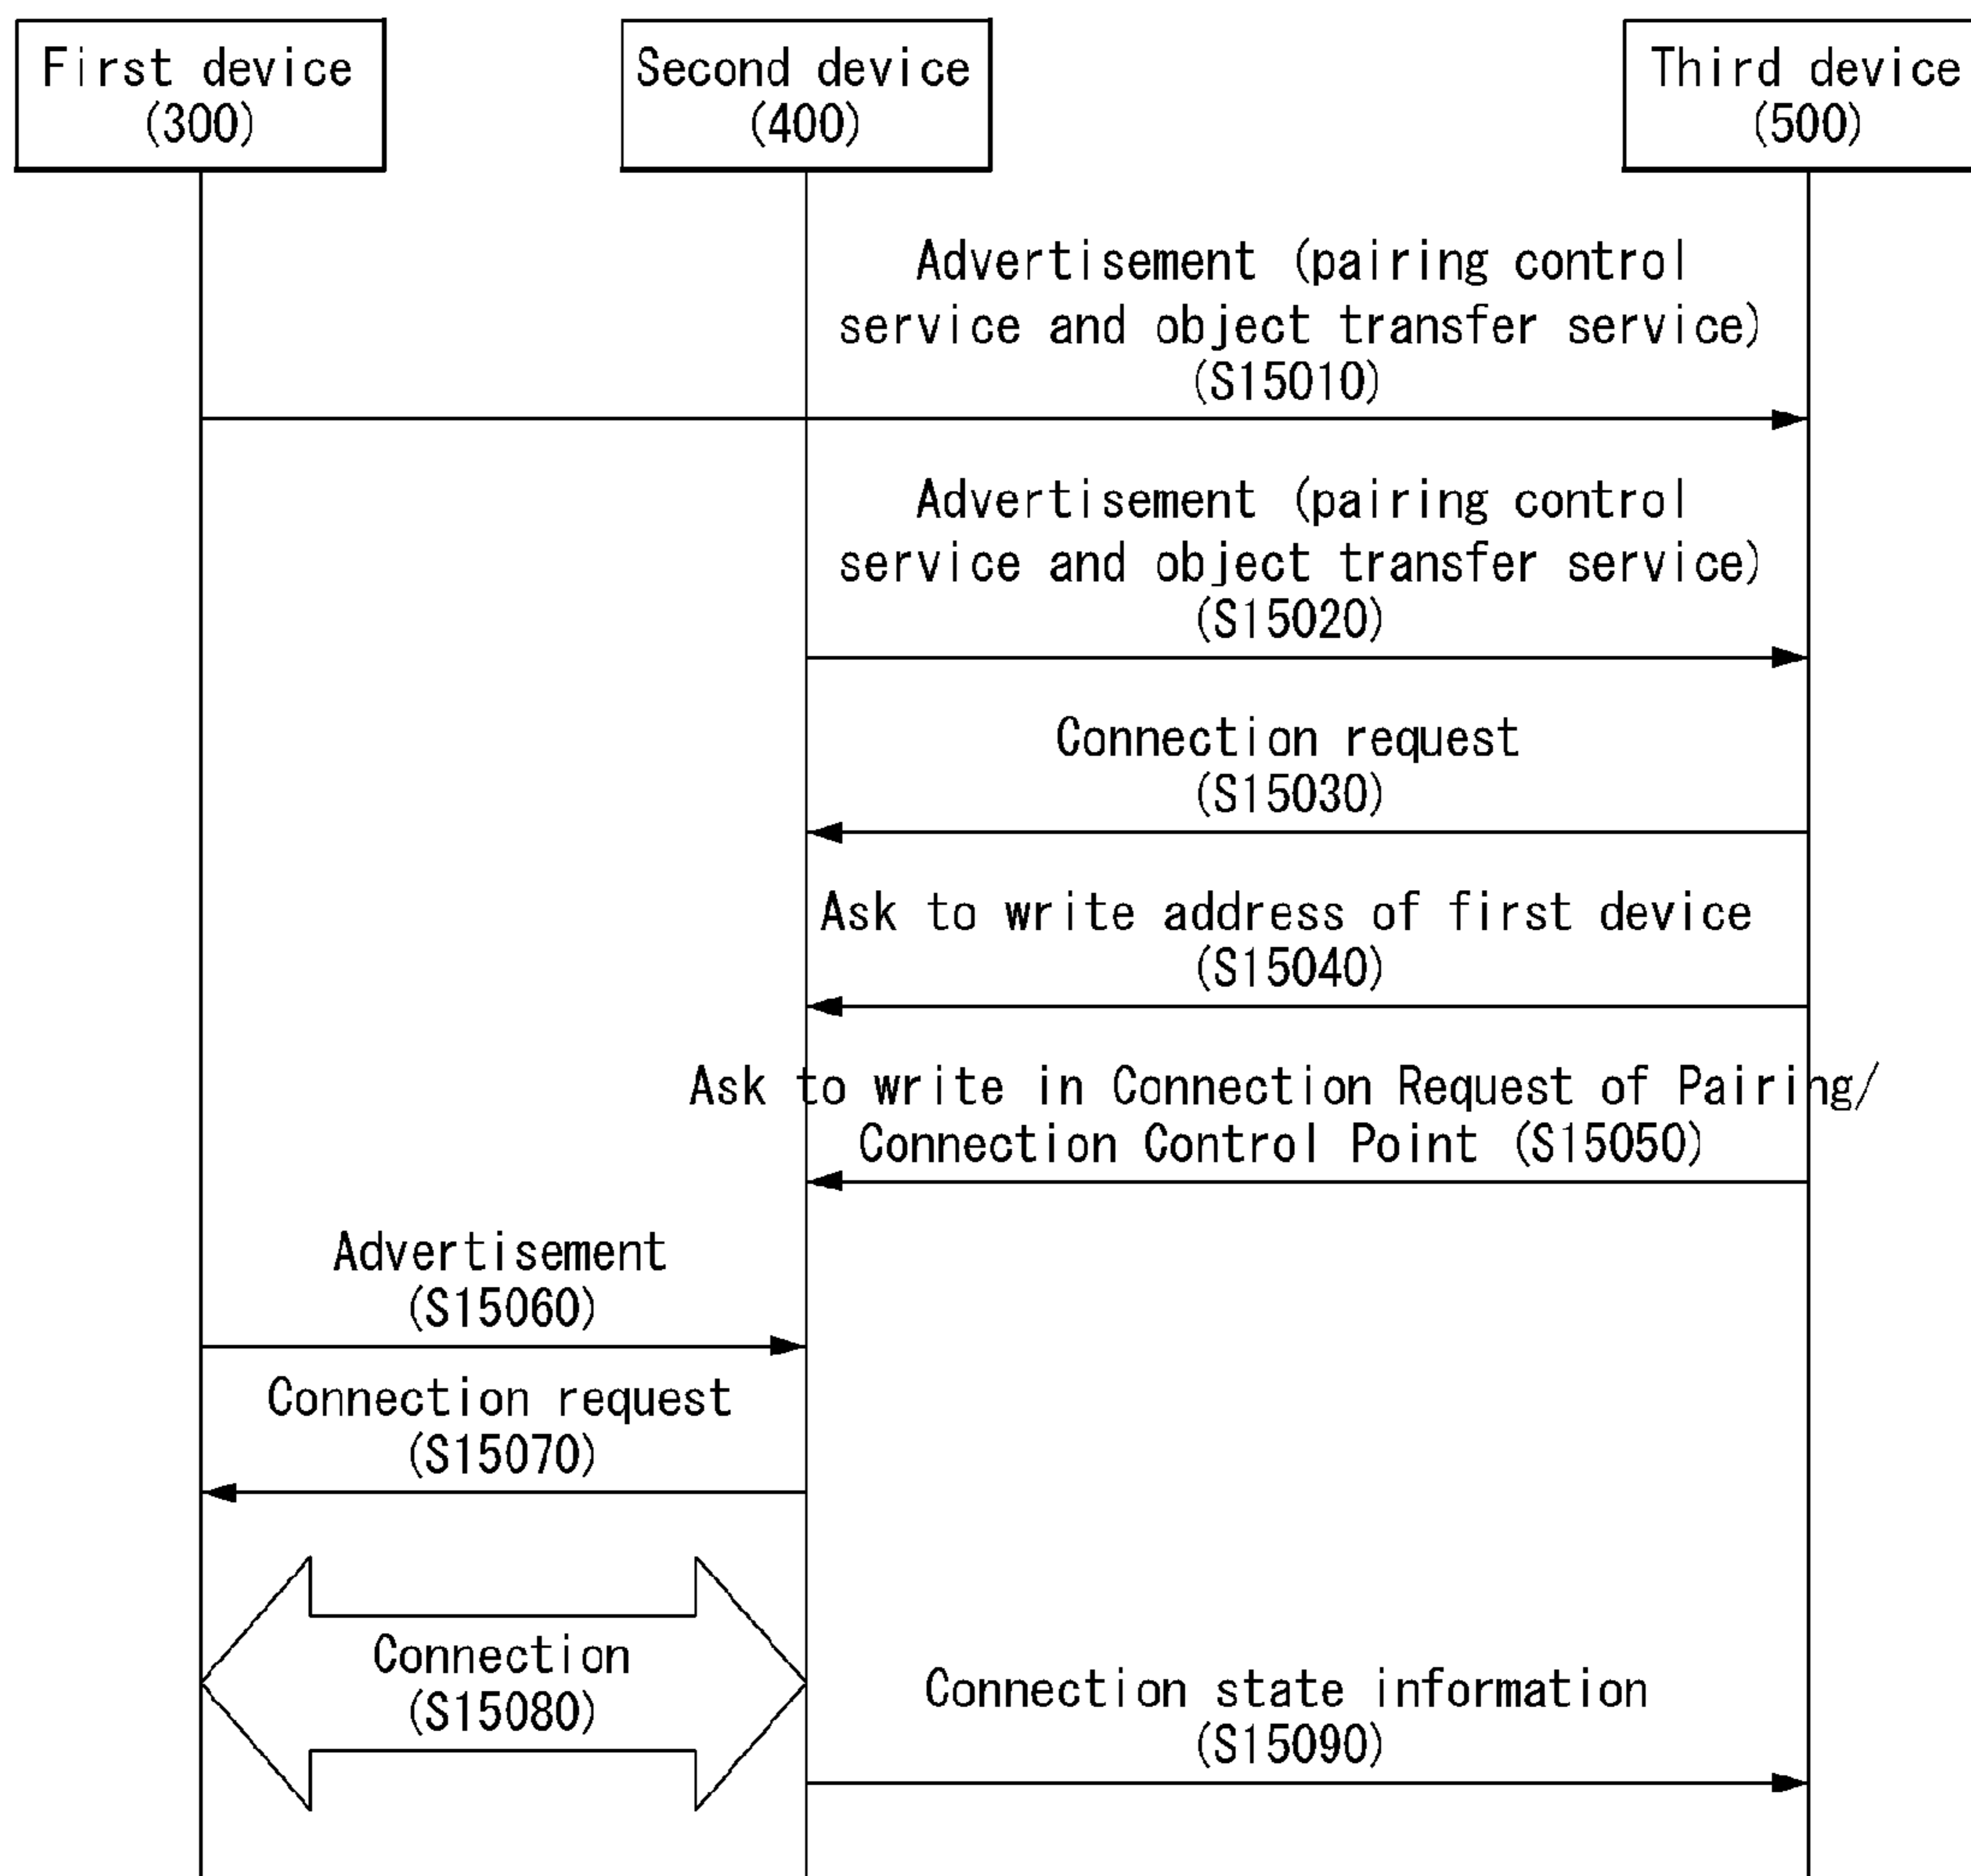 First device
(300)
Second device
(400)
Third device
(500)
Advertisement (pairing control
service and object transfer service)
(S15010)
Advertisement (pairing control
service and object transfer service)
(S15020)
Connection request
(S15030)
Ask to write address of first device
(S15040)
Ask to write in Connection Request of Pairing/
Connection Control Point (S15050)
Advertisement
(S15060)
Connection request
(S15070)
Connection
(S15080)
Connection state information
(S15090)